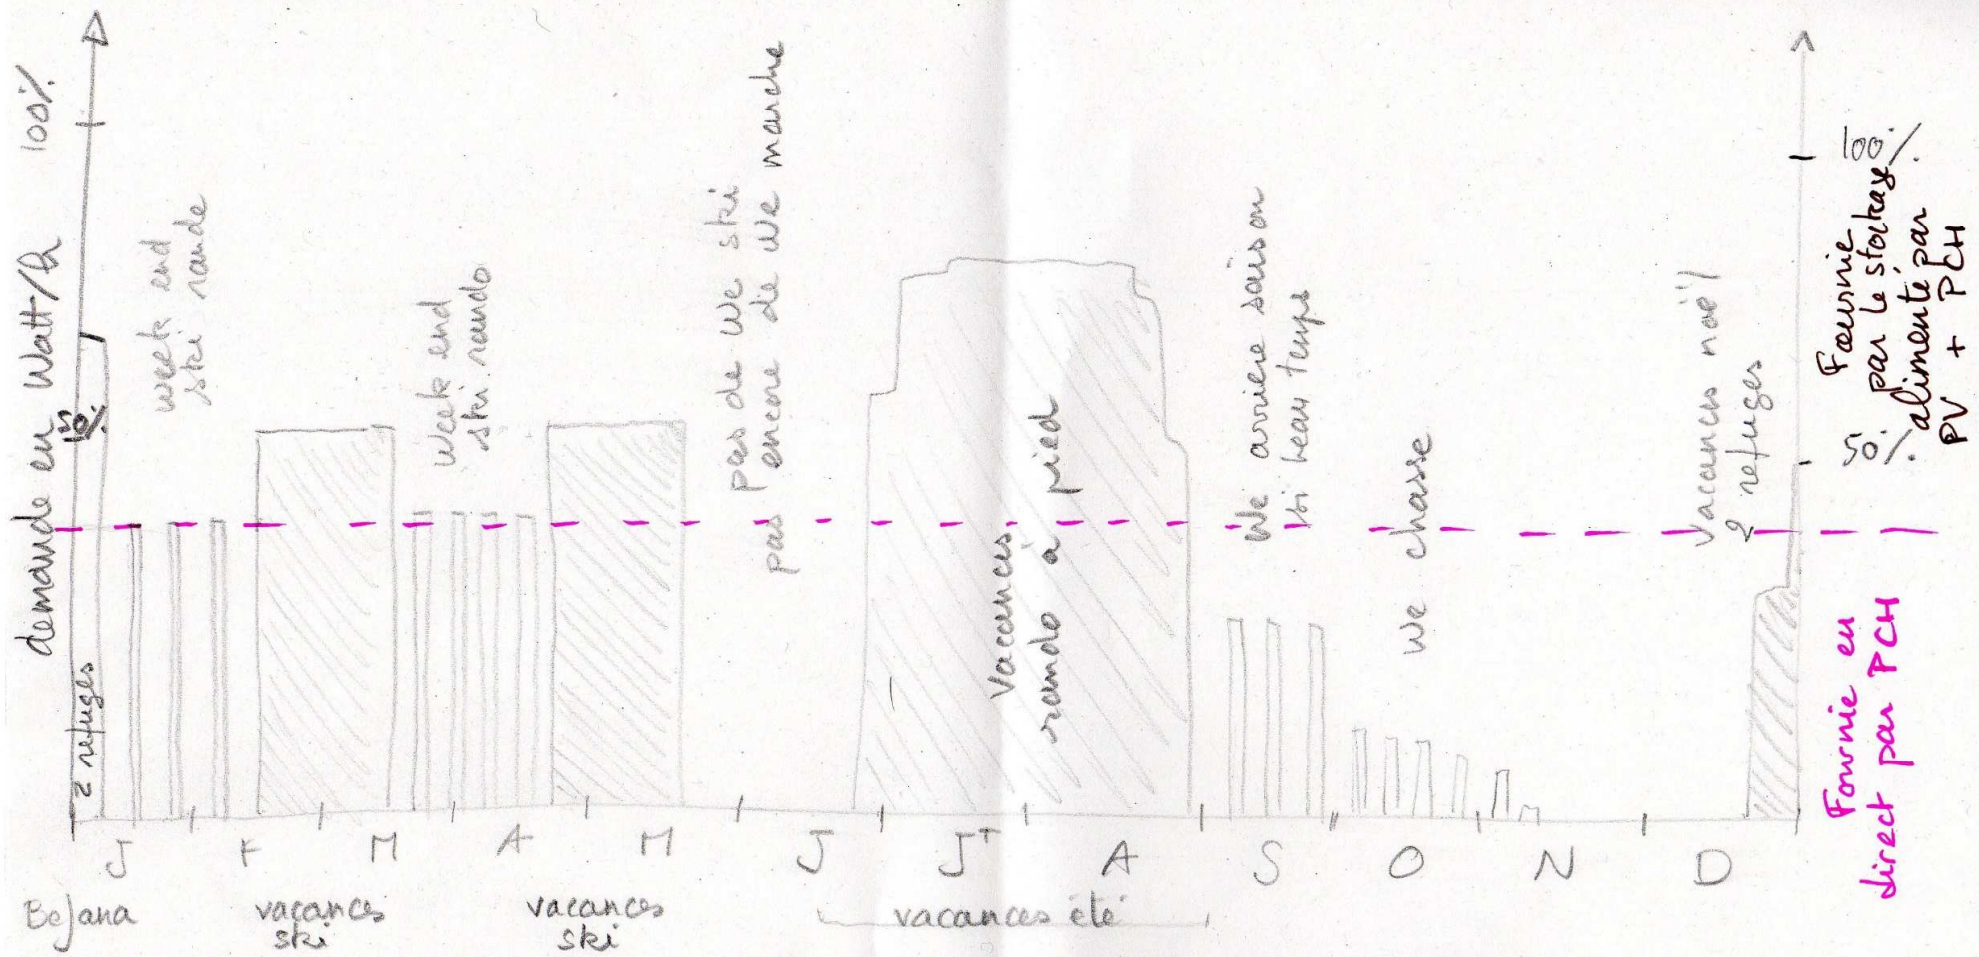 demande en Watt/h
100%
50%
2 refuges
week end
ski rando
week end
ski rando
pas de we ski
pas encore de we marche
vacances
rando à pied
we arriere saison
si beau temps
we chasse
vacances noël
2 refuges
100%
50%
Fournie
par le stockage
alimenté par
PV + PCH
Fournie en
direct par PCH
J F M A M J JT A S O N D
Befana
vacances
ski
vacances
ski
vacances été